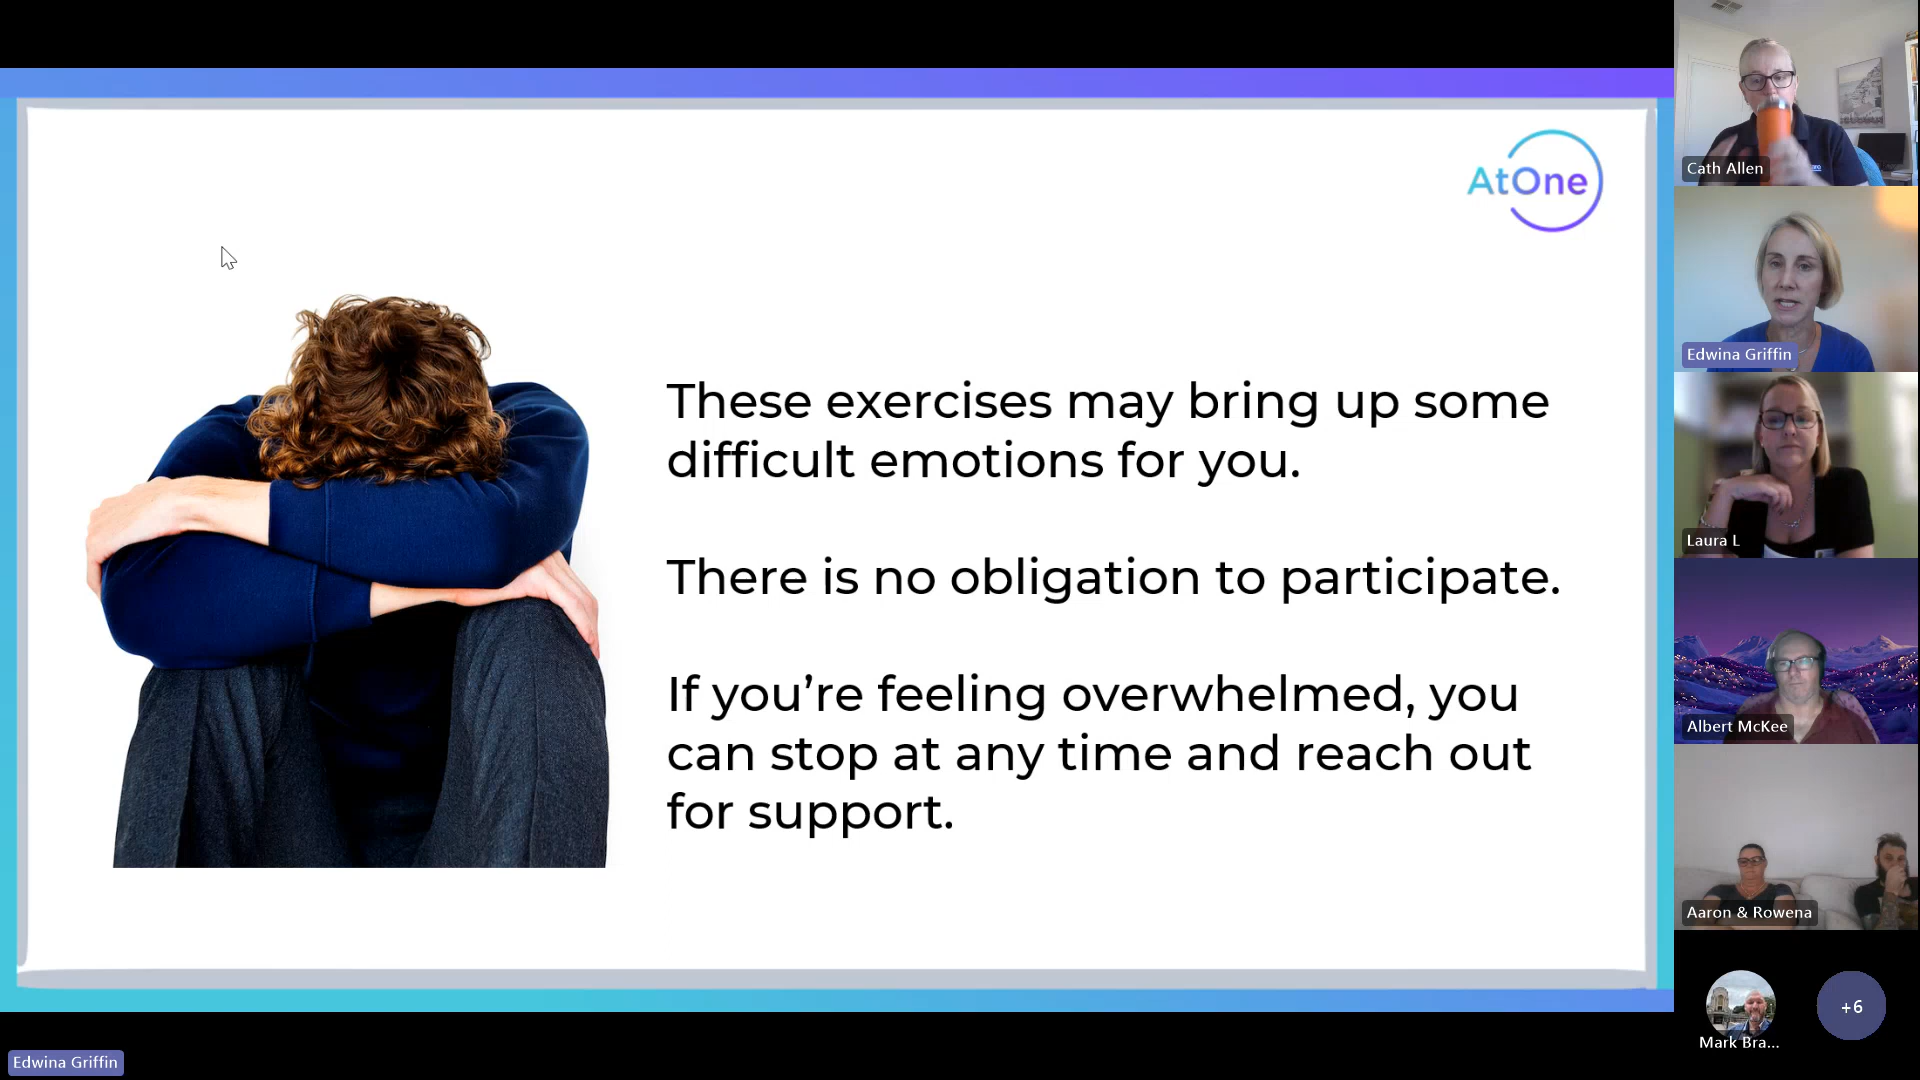 AtOne
These exercises may bring up some
difficult emotions for you.
There is no obligation to participate.
If you’re feeling overwhelmed, you
can stop at any time and reach out
for support.
Cath Allen
Edwina Griffin
Laura L
Albert McKee
Aaron & Rowena
Mark Bra...
+6
Edwina Griffin